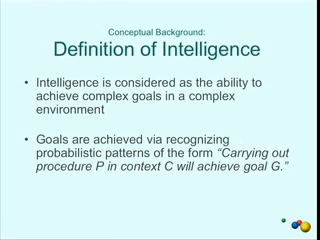 Conceptual Background:
Definition of Intelligence
• Intelligence is considered as the ability to
achieve complex goals in a complex
environment
• Goals are achieved via recognizing
probabilistic patterns of the form “Carrying out
procedure P in context C will achieve goal G.”